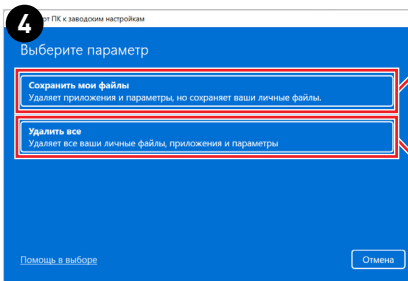 4
от ПК к заводским настройкам
Выберите параметр
Сохранить мои файлы
Удаляет приложения и параметры, но сохраняет ваши личные файлы.
Удалить все
Удаляет все ваши личные файлы, приложения и параметры
Помощь в выборе
Отмена